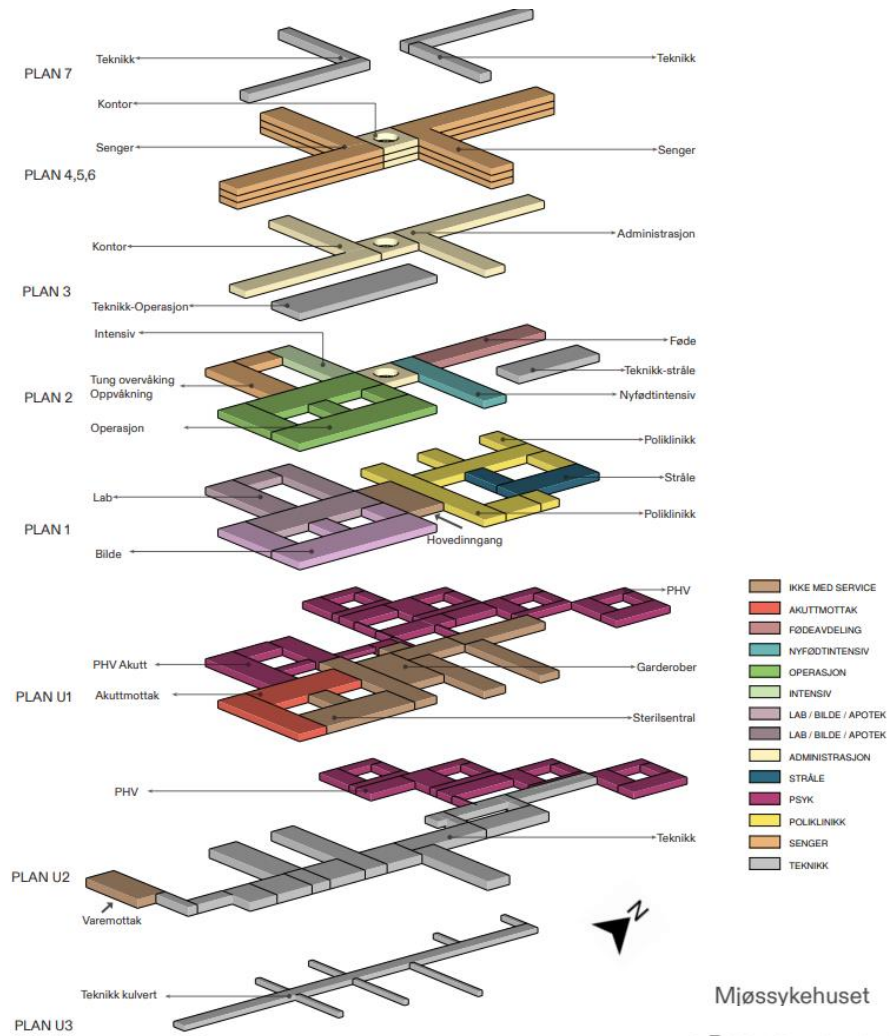 Teknikk
Teknikk
PLAN 7
Kontor
Senger
Senger
PLAN 4,5,6
Administrasjon
Kontor
PLAN 3
Teknikk-Operasjon
Intensiv
Føde
Tung overvåking
Oppvåkning
Teknikk-stråle
PLAN 2
Nyfødtintensiv
Operasjon
Poliklinikk
Stråle
Lab
Poliklinikk
PLAN 1
Hovedinngang
Bilde
PHV
PHV Akutt
Garderober
Akuttmottak
PLAN U1
Sterilsentral
PHV
Teknikk
PLAN U2
Varemottak
Teknikk kulvert
PLAN U3
IKKE MED SERVICE
AKUTTMOTTAK
FØDEAVDELING
NYFØDTINTENSIV
OPERASJON
INTENSIV
LAB / BILDE / APOTEK
LAB / BILDE / APOTEK
ADMINISTRASJON
STRÅLE
PSYK
POLIKLINIKK
SENGER
TEKNIKK
N
Mjøssykehuset